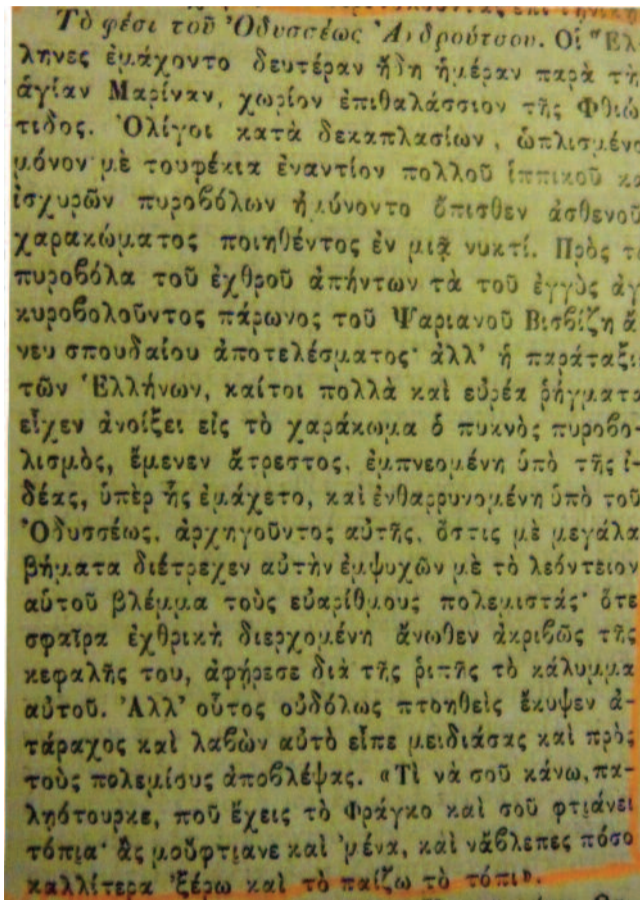 Τὸ φέσι τοῦ Ὀδυσσέως Ἀνδρούτσου. Οἱ Ἕλ
ληνες ἐμάχοντο δευτέραν ἤδη ἡμέραν παρὰ τὴ
ἁγίαν Μαρίναν, χωρίον ἐπιθαλάσσιον τῆς Φθιώ
τιδος. Ὀλίγοι κατὰ δεκαπλασίων, ὡπλισμένο
μόνον μὲ τουφέκια ἐναντίον πολλοῦ ἱππικοῦ κα
ἰσχυρῶν πυροβόλων ἠμύνοντο ὄπισθεν ἀσθενοῦ
χαρακώματος ποιηθέντος ἐν μιᾷ νυκτί. Πρὸς τ
πυροβόλα τοῦ ἐχθροῦ ἀπήντων τὰ τοῦ ἐγγὺς ἀγ
κυροβολοῦντος πάρωνος τοῦ Ψαριανοῦ Βισβίζη ἄ
νευ σπουδαίου ἀποτελέσματος· ἀλλ' ἡ παράταξι
τῶν Ἑλλήνων, καίτοι πολλὰ καὶ εὐρέα ῥήγματα
εἶχεν ἀνοίξει εἰς τὸ χαράκωμα ὁ πυκνὸς πυροβο-
λισμὸς, ἔμενεν ἄτρεστος, ἐμπνεομένη ὑπὸ τῆς ἰ-
δέας, ὑπὲρ ἧς ἐμάχετο, καὶ ἐνθαρρυνομένη ὑπὸ τοῦ
Ὀδυσσέως, ἀρχηγοῦντος αὐτῆς, ὅστις μὲ μεγάλα
βήματα διέτρεχεν αὐτὴν ἐμψυχῶν μὲ τὸ λεόντειον
αὐτοῦ βλέμμα τοὺς εὐαρίθμους πολεμιστάς· ὅτε
σφαῖρα ἐχθρικὴ διερχομένη ἄνωθεν ἀκριβῶς τῆς
κεφαλῆς του, ἀφῄρεσε διὰ τῆς ῥιπῆς τὸ κάλυμμα
αὐτοῦ. Ἀλλ' οὗτος οὐδόλως πτοηθεὶς ἔκυψεν ἀ-
τάραχος καὶ λαβὼν αὐτὸ εἶπε μειδιάσας καὶ πρὸς
τοὺς πολεμίους ἀποβλέψας. «Τὶ νὰ σοῦ κάνω, πα-
ληότουρκε, ποῦ ἔχεις τὸ Φράγκο καὶ σοῦ φτιάνει
τόπια· ἂς μοὔφτιανε καὶ 'μένα, καὶ νἄβλεπες πόσο
καλλίτερα 'ξέρω καὶ τὸ παίζω τὸ τόπι».